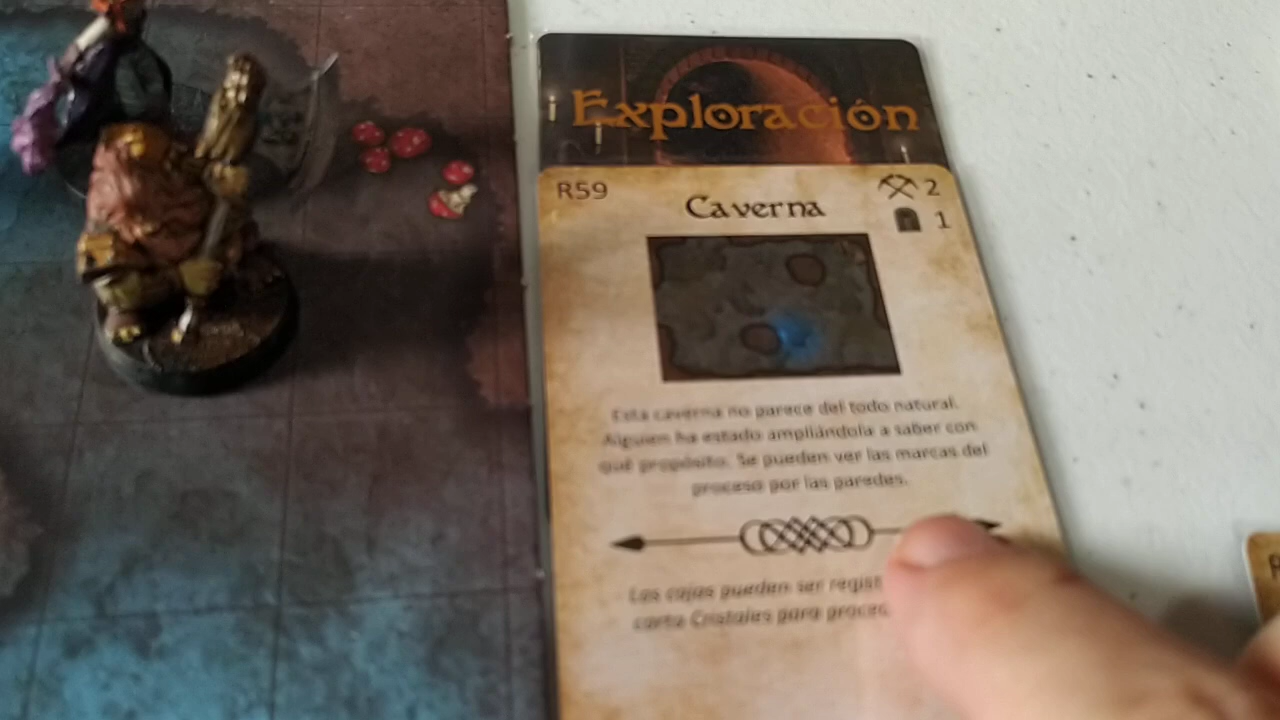 Exploración
R59
Caverna
2
1
Esta caverna no parece del todo natural.
Alguien ha estado ampliándola a saber con
qué propósito. Se pueden ver las marcas del
proceso por las paredes.
Las cajas pueden ser regist
carta Cristales para proced